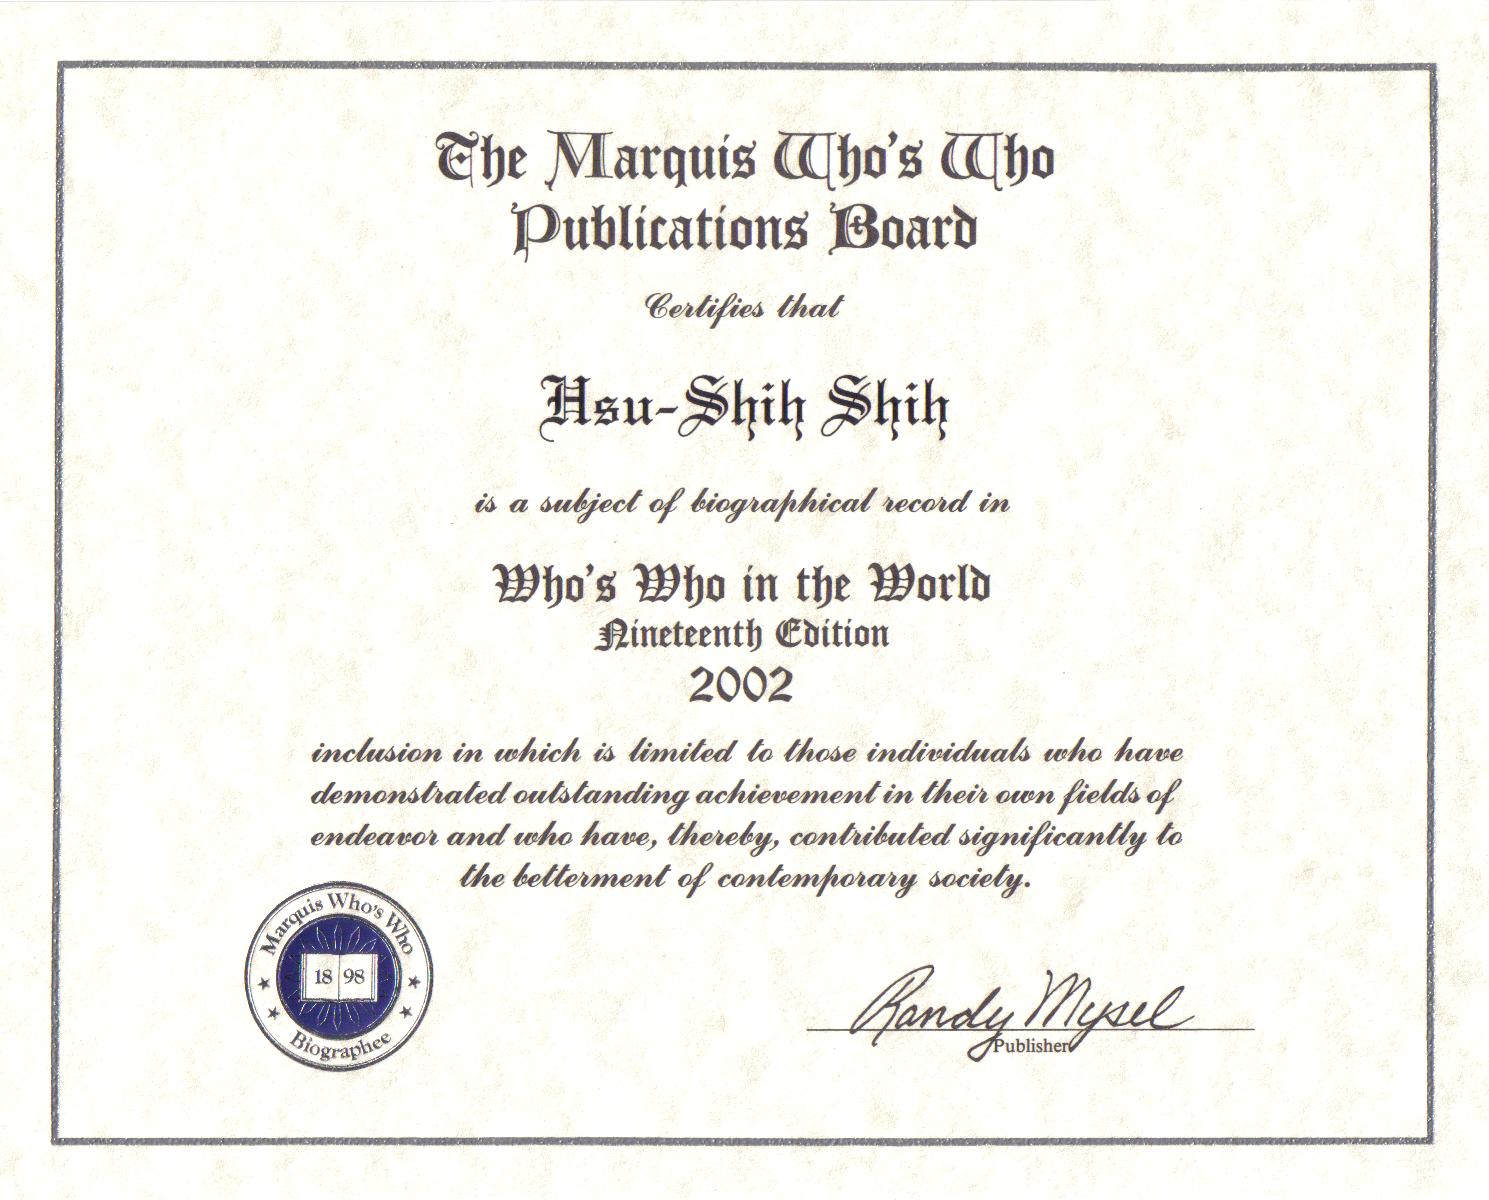 The Marquis Who's Who
Publications Board
Certifies that
Hsu-Shih Shih
is a subject of biographical record in
Who's Who in the World
Nineteenth Edition
2002
inclusion in which is limited to those individuals who have
demonstrated outstanding achievement in their own fields of
endeavor and who have, thereby, contributed significantly to
the betterment of contemporary society.
Marquis Who's Who
18 98
Biographee
Randy Mysel
Publisher